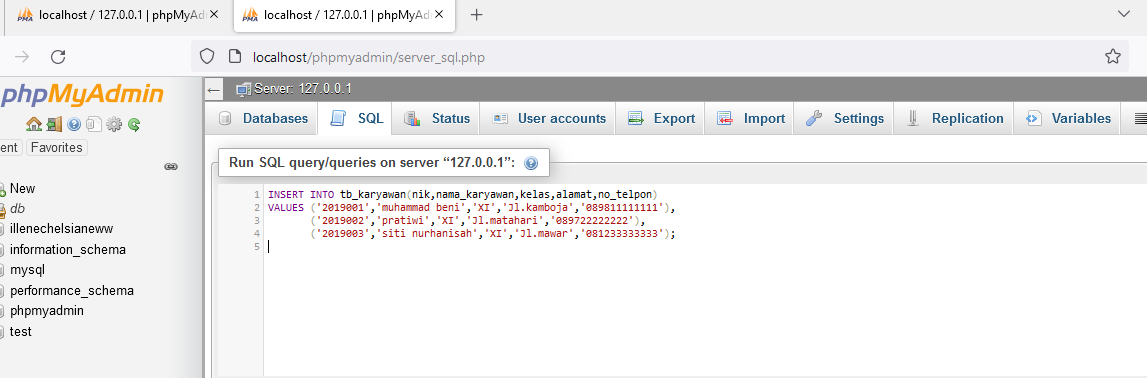 localhost / 127.0.0.1 | phpMyAdm
localhost / 127.0.0.1 | phpMyAdm
localhost/phpmyadmin/server_sql.php
phpMyAdmin
Server: 127.0.0.1
Databases SQL Status User accounts Export Import Settings Replication Variables
ent Favorites
Run SQL query/queries on server “127.0.0.1”:
New
db
illenechelsianeww
information_schema
mysql
performance_schema
phpmyadmin
test
1 INSERT INTO tb_karyawan(nik,nama_karyawan,kelas,alamat,no_telpon)
2 VALUES ('2019001','muhammad beni','XI','Jl.kamboja','089811111111'),
3 ('2019002','pratiwi','XI','Jl.matahari','089722222222'),
4 ('2019003','siti nurhanisah','XI','Jl.mawar','081233333333');
5